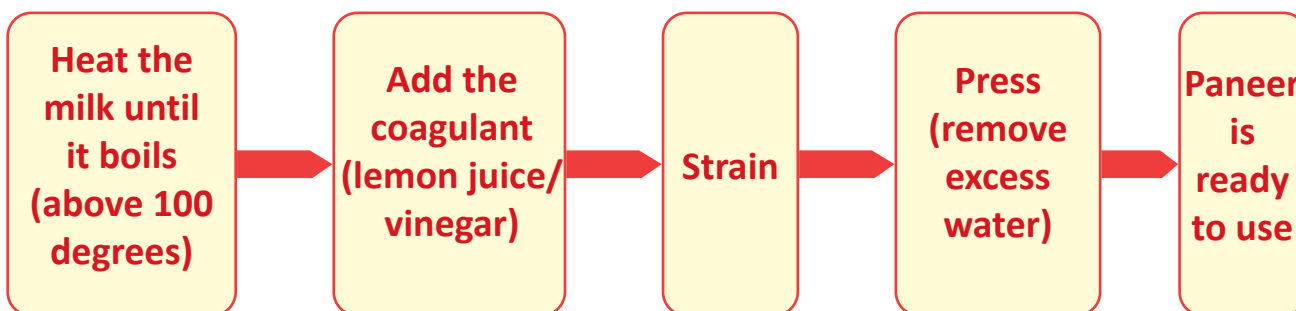 Heat the
milk until
it boils
(above 100
degrees)
Add the
coagulant
(lemon juice/
vinegar)
Strain
Press
(remove
excess
water)
Paneer
is
ready
to use